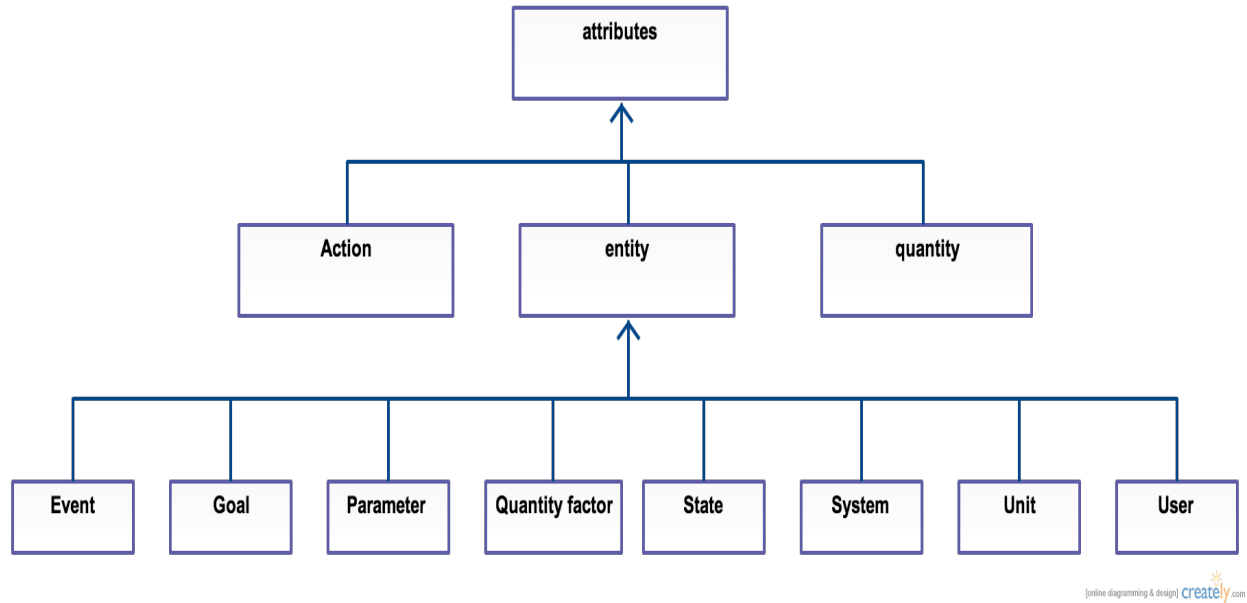 attributes
Action
entity
quantity
Event
Goal
Parameter
Quantity factor
State
System
Unit
User
[online diagramming & design] creately.com